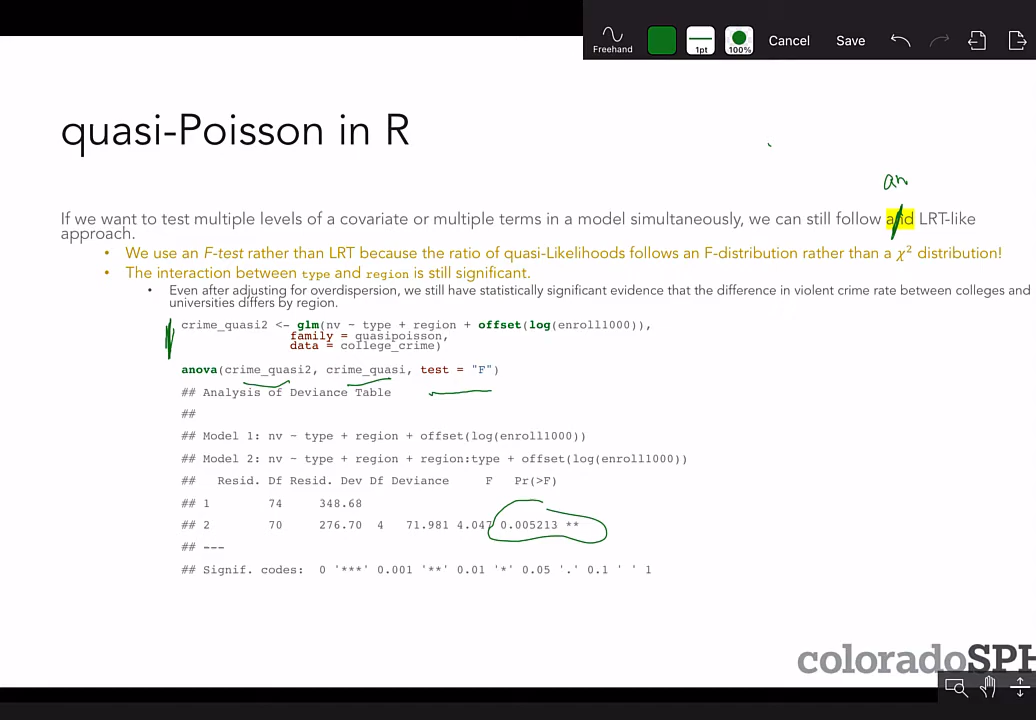 Freehand
1pt
100%
Cancel
Save
quasi-Poisson in R
an
If we want to test multiple levels of a covariate or multiple terms in a model simultaneously, we can still follow and LRT-like
approach.
• We use an F-test rather than LRT because the ratio of quasi-Likelihoods follows an F-distribution rather than a χ² distribution!
• The interaction between type and region is still significant.
• Even after adjusting for overdispersion, we still have statistically significant evidence that the difference in violent crime rate between colleges and
universities differs by region.
crime_quasi2 <- glm(nv ~ type + region + offset(log(enroll1000)),
family = quasipoisson,
data = college_crime)
anova(crime_quasi2, crime_quasi, test = "F")
## Analysis of Deviance Table
##
## Model 1: nv ~ type + region + offset(log(enroll1000))
## Model 2: nv ~ type + region + region:type + offset(log(enroll1000))
## Resid. Df Resid. Dev Df Deviance F Pr(>F)
## 1 74 348.68
## 2 70 276.70 4 71.981 4.047 0.005213 **
## ---
## Signif. codes: 0 '***' 0.001 '**' 0.01 '*' 0.05 '.' 0.1 ' ' 1
coloradoSPH